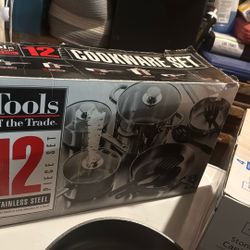 12 COOKWARE SET
Tools
of the Trade
12
PIECE SET
STAINLESS STEEL